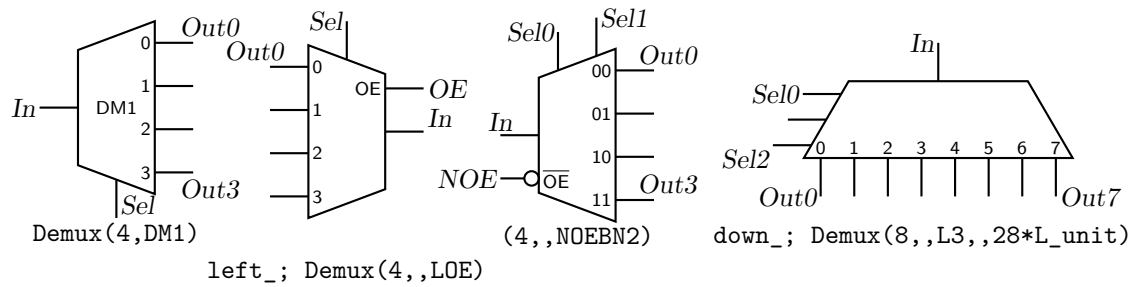 In
DM1
0
1
2
3
Out0
Out3
Sel
Demux(4,DM1)
Sel
Out0
0
1
2
3
OE
OE
In
left_; Demux(4,,LOE)
Sel0
Sel1
In
NOE
OE
00
01
10
11
Out0
Out3
(4,,NOEBN2)
In
Sel0
Sel2
0 1 2 3 4 5 6 7
Out0
Out7
down_; Demux(8,,L3,,28*L_unit)